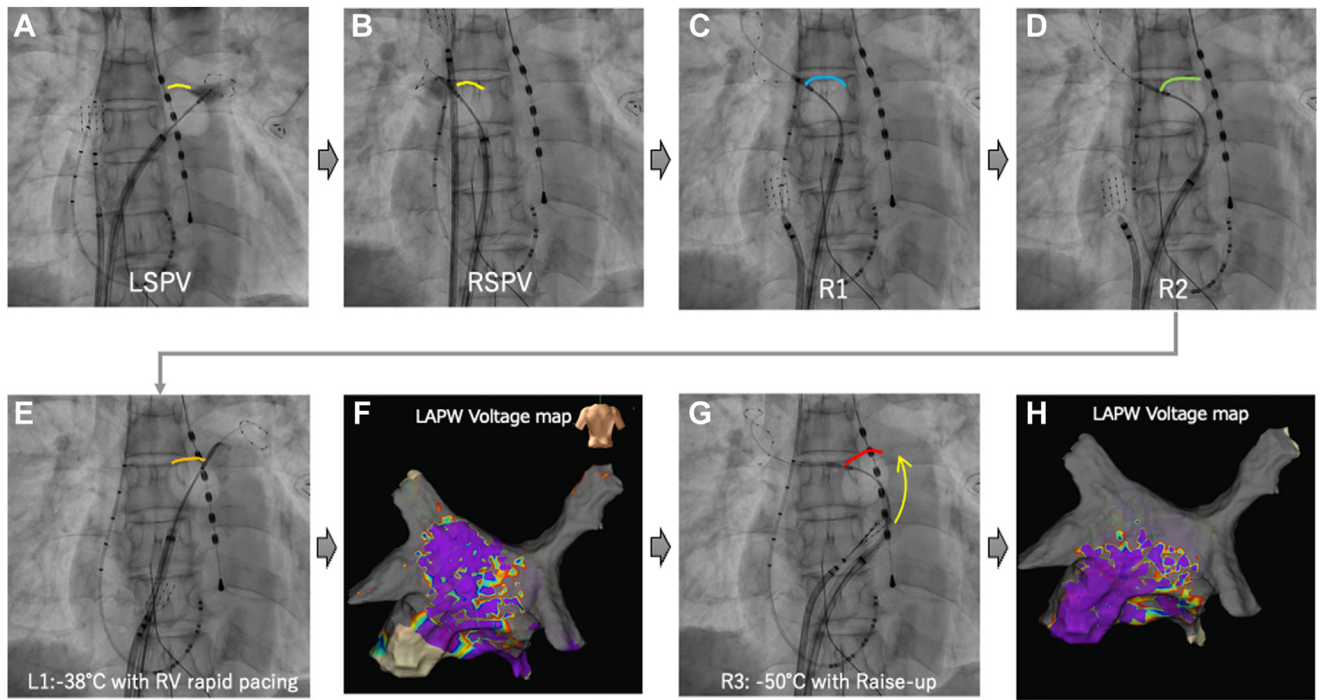 A
LSPV
B
RSPV
C
R1
D
R2
E
L1:-38°C with RV rapid pacing
F
LAPW Voltage map
G
R3: -50°C with Raise-up
H
LAPW Voltage map